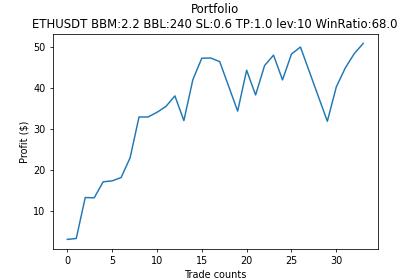 Portfolio
ETHUSDT BBM:2.2 BBL:240 SL:0.6 TP:1.0 lev:10 WinRatio:68.0
50
40
30
20
10
Profit ($)
0 5 10 15 20 25 30
Trade counts